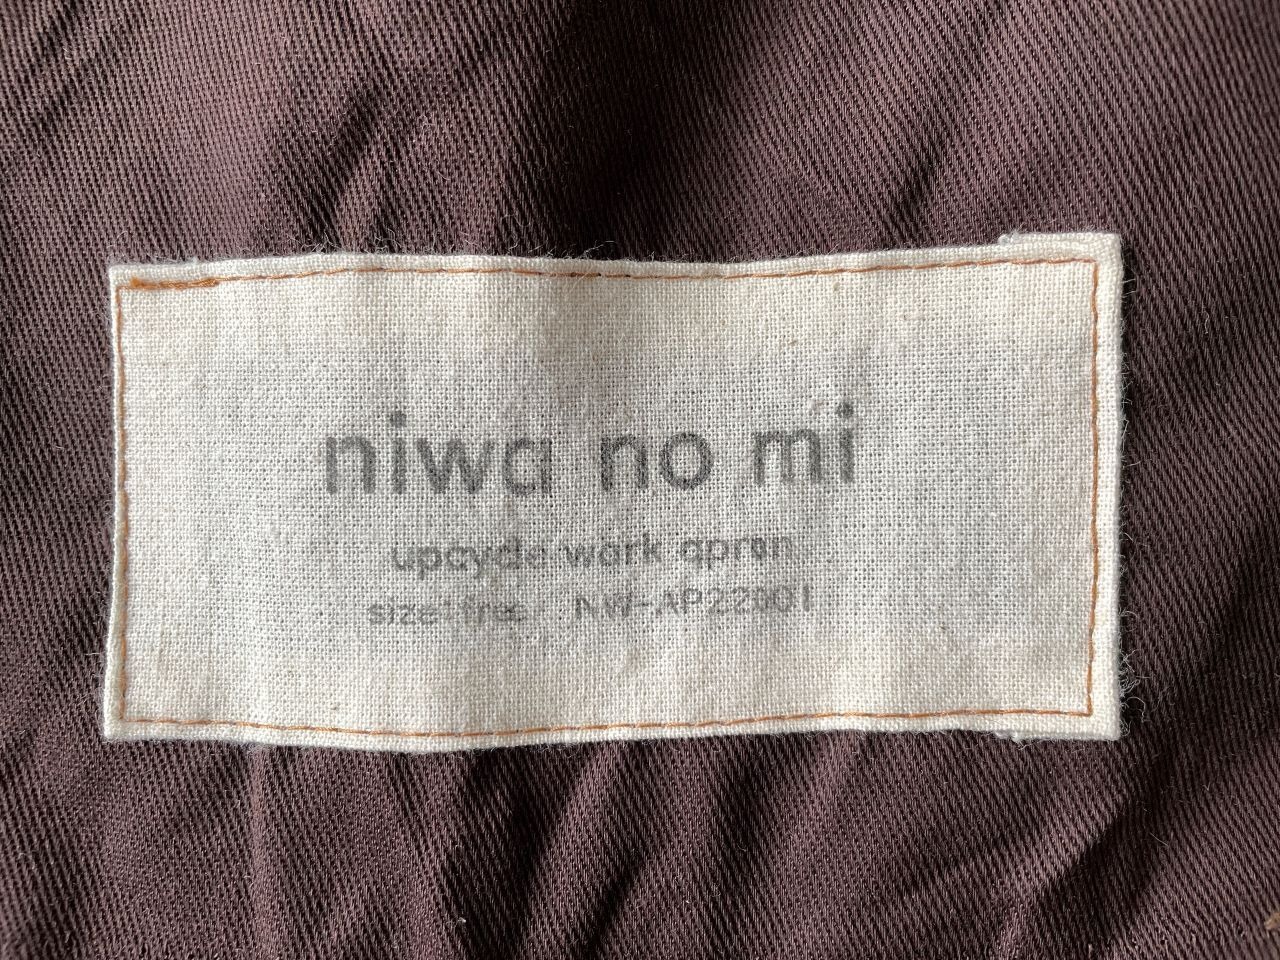 niwa no mi
upcycle work apron
size:free NW-AP22001